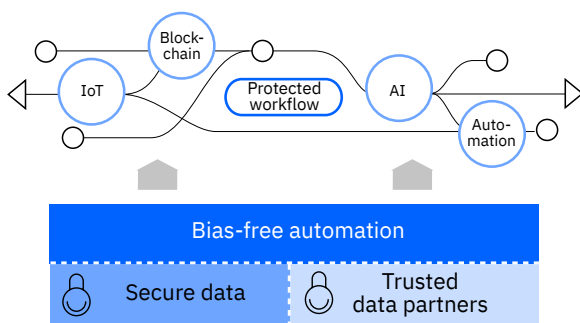 Block-
chain
IoT
Protected
workflow
AI
Auto-
mation
Bias-free automation
Secure data
Trusted
data partners